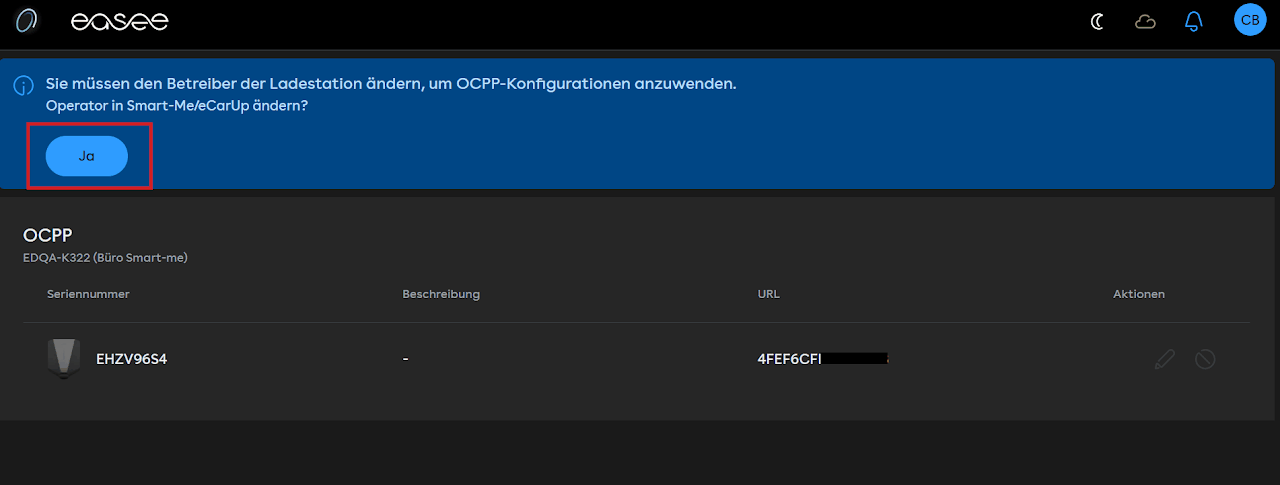 easee
CB
Sie müssen den Betreiber der Ladestation ändern, um OCPP-Konfigurationen anzuwenden.
Operator in Smart-Me/eCarUp ändern?
Ja
OCPP
EDQA-K322 (Büro Smart-me)
Seriennummer Beschreibung URL Aktionen
EHZV96S4 - 4FEF6CF